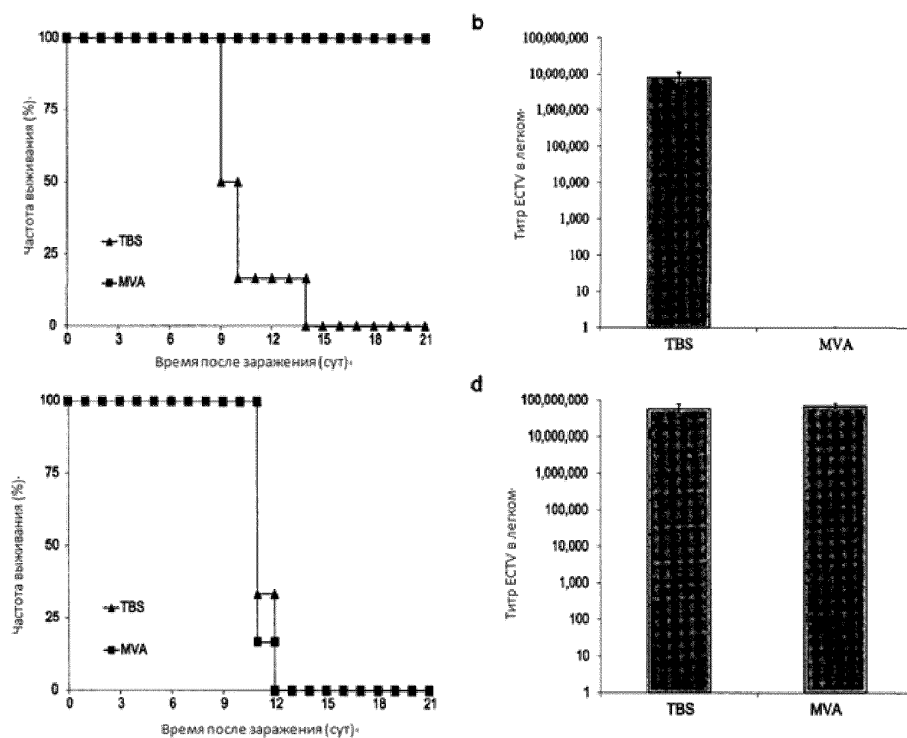 b
100
75
50
25
0
Частота выживания (%)
TBS
MVA
0 3 6 9 12 15 18 21
Время после заражения (сут)
100,000,000
10,000,000
1,000,000
100,000
10,000
1,000
100
10
1
Титр ECTV в легком
TBS MVA
d
100
75
50
25
0
Частота выживания (%)
TBS
MVA
0 3 6 9 12 15 18 21
Время после заражения (сут)
100,000,000
10,000,000
1,000,000
100,000
10,000
1,000
100
10
1
Титр ECTV в легком
TBS MVA